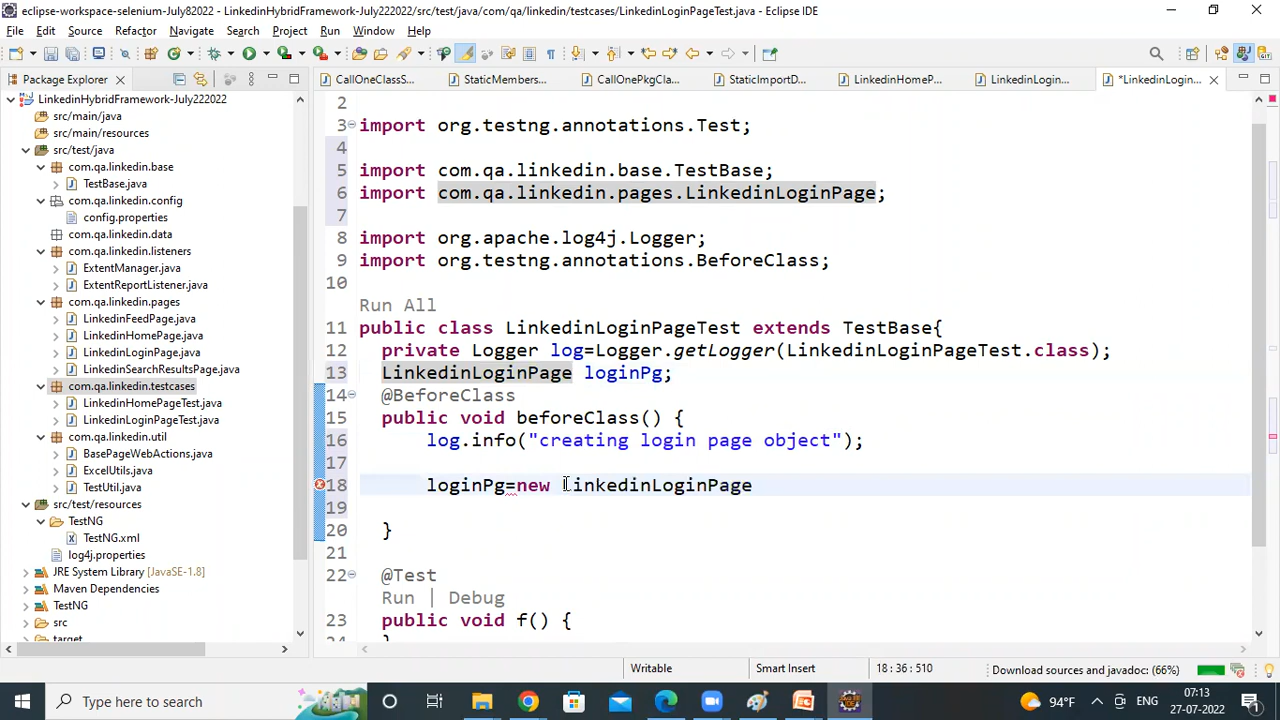 eclipse-workspace-selenium-July82022 - LinkedinHybridFramework-July222022/src/test/java/com/qa/linkedin/testcases/LinkedinLoginPageTest.java - Eclipse IDE
File Edit Source Refactor Navigate Search Project Run Window Help
Package Explorer
CallOneClassS... StaticMembers... CallOnePkgCla... StaticImportD... LinkedinHomeP... LinkedinLogin... *LinkedinLogin...
LinkedinHybridFramework-July222022
src/main/java
src/main/resources
src/test/java
com.qa.linkedin.base
TestBase.java
com.qa.linkedin.config
config.properties
com.qa.linkedin.data
com.qa.linkedin.listeners
ExtentManager.java
ExtentReportListener.java
com.qa.linkedin.pages
LinkedinFeedPage.java
LinkedinHomePage.java
LinkedinLoginPage.java
LinkedinSearchResultsPage.java
com.qa.linkedin.testcases
LinkedinHomePageTest.java
LinkedinLoginPageTest.java
com.qa.linkedin.util
BasePageWebActions.java
ExcelUtils.java
TestUtil.java
src/test/resources
TestNG
TestNG.xml
log4j.properties
JRE System Library [JavaSE-1.8]
Maven Dependencies
TestNG
src
target
2
3 import org.testng.annotations.Test;
4
5 import com.qa.linkedin.base.TestBase;
6 import com.qa.linkedin.pages.LinkedinLoginPage;
7
8 import org.apache.log4j.Logger;
9 import org.testng.annotations.BeforeClass;
10
Run All
11 public class LinkedinLoginPageTest extends TestBase{
12 private Logger log=Logger.getLogger(LinkedinLoginPageTest.class);
13 LinkedinLoginPage loginPg;
14 @BeforeClass
15 public void beforeClass() {
16 log.info("creating login page object");
17
18 loginPg=new LinkedinLoginPage
19
20 }
21
22 @Test
Run | Debug
23 public void f() {
24 }
Writable Smart Insert 18 : 36 : 510 Download sources and javadoc: (66%)
Type here to search
94°F ENG 07:13
27-07-2022
1